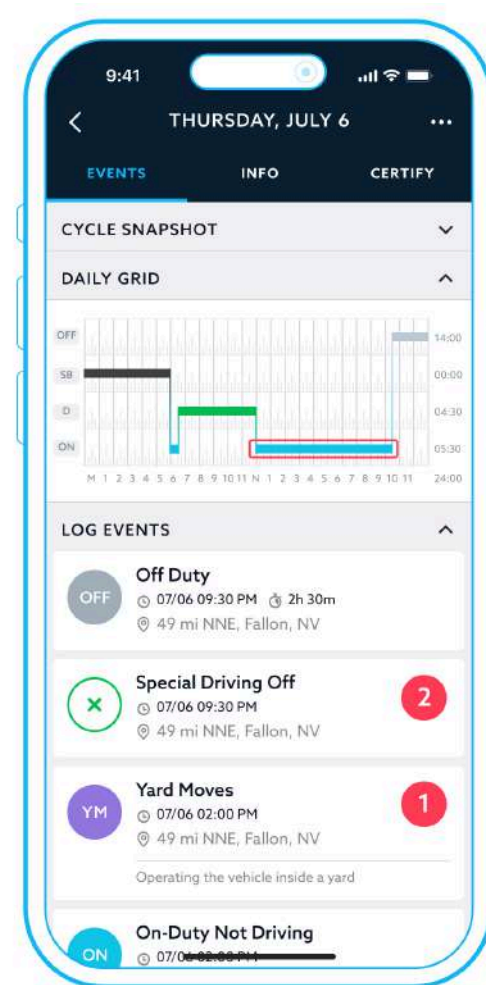 9:41
THURSDAY, JULY 6
EVENTS INFO CERTIFY
CYCLE SNAPSHOT
DAILY GRID
OFF 14:00
SB 00:00
D 04:30
ON 05:30
M 1 2 3 4 5 6 7 8 9 10 11 N 1 2 3 4 5 6 7 8 9 10 11 24:00
LOG EVENTS
OFF
Off Duty
07/06 09:30 PM 2h 30m
49 mi NNE, Fallon, NV
Special Driving Off
07/06 09:30 PM
49 mi NNE, Fallon, NV
2
YM
Yard Moves
07/06 02:00 PM
49 mi NNE, Fallon, NV
1
Operating the vehicle inside a yard
ON
On-Duty Not Driving
07/06 02:00 PM